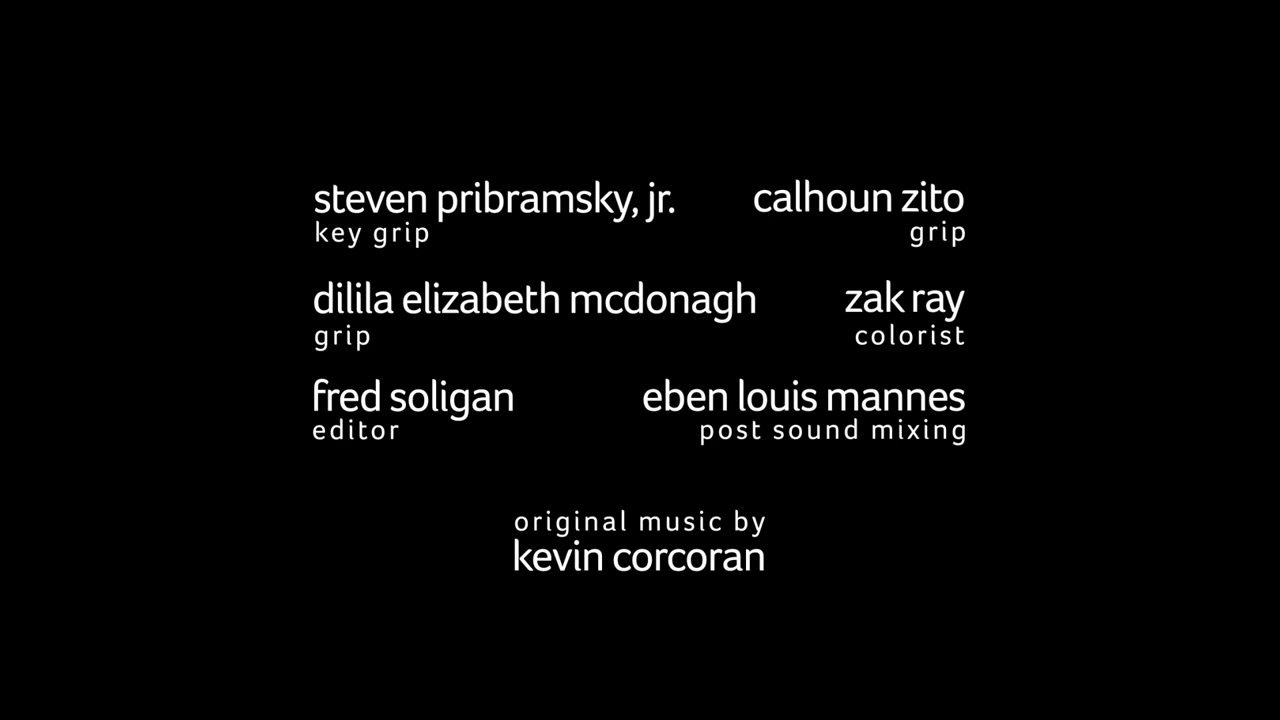 steven pribramsky, jr.
key grip
calhoun zito
grip
dilila elizabeth mcdonagh
grip
zak ray
colorist
fred soligan
editor
eben louis mannes
post sound mixing
original music by
kevin corcoran